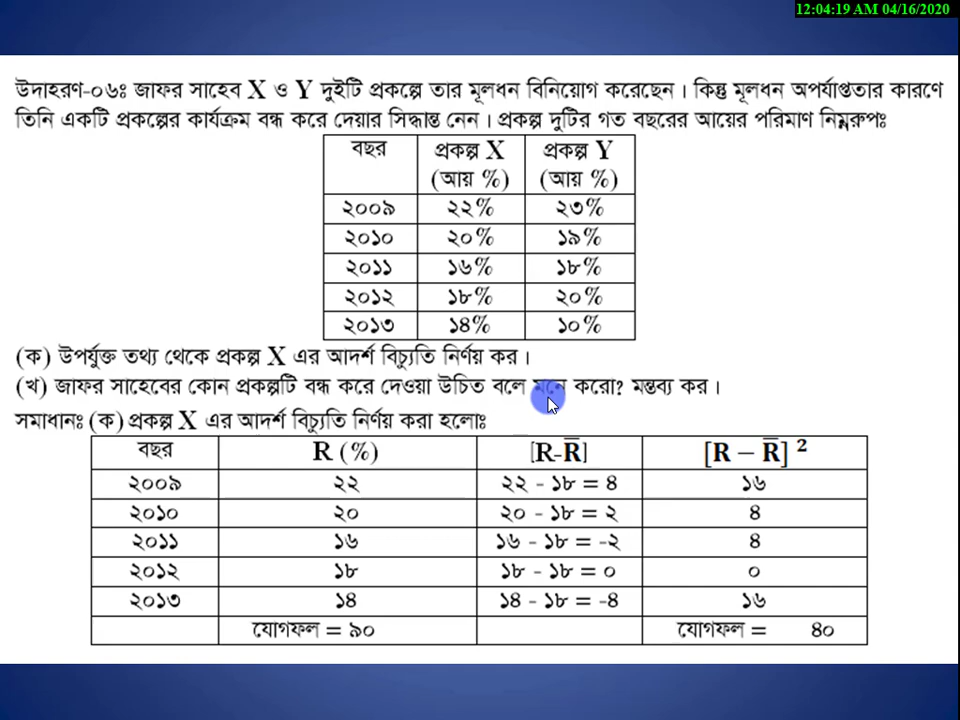 12:04:19 AM 04/16/2020
উদাহরণ-০৬ঃ জাফর সাহেব X ও Y দুইটি প্রকল্পে তার মূলধন বিনিয়োগ করেছেন। কিন্তু মূলধন অপর্যাপ্ততার কারণে
তিনি একটি প্রকল্পের কার্যক্রম বন্ধ করে দেয়ার সিদ্ধান্ত নেন। প্রকল্প দুটির গত বছরের আয়ের পরিমাণ নিম্নরুপঃ
বছর প্রকল্প X প্রকল্প Y
(আয় %) (আয় %)
২০০৯ ২২% ২৩%
২০১০ ২০% ১৯%
২০১১ ১৬% ১৮%
২০১২ ১৮% ২০%
২০১৩ ১৪% ১০%
(ক) উপর্যুক্ত তথ্য থেকে প্রকল্প X এর আদর্শ বিচ্যুতি নির্ণয় কর।
(খ) জাফর সাহেবের কোন প্রকল্পটি বন্ধ করে দেওয়া উচিত বলে মনে করো? মন্তব্য কর।
সমাধানঃ (ক) প্রকল্প X এর আদর্শ বিচ্যুতি নির্ণয় করা হলোঃ
বছর R (%) [R-R̅] [R − R̅] ²
২০০৯ ২২ ২২ - ১৮ = ৪ ১৬
২০১০ ২০ ২০ - ১৮ = ২ ৪
২০১১ ১৬ ১৬ - ১৮ = -২ ৪
২০১২ ১৮ ১৮ - ১৮ = ০ ০
২০১৩ ১৪ ১৪ - ১৮ = -৪ ১৬
যোগফল = ৯০ যোগফল = ৪০